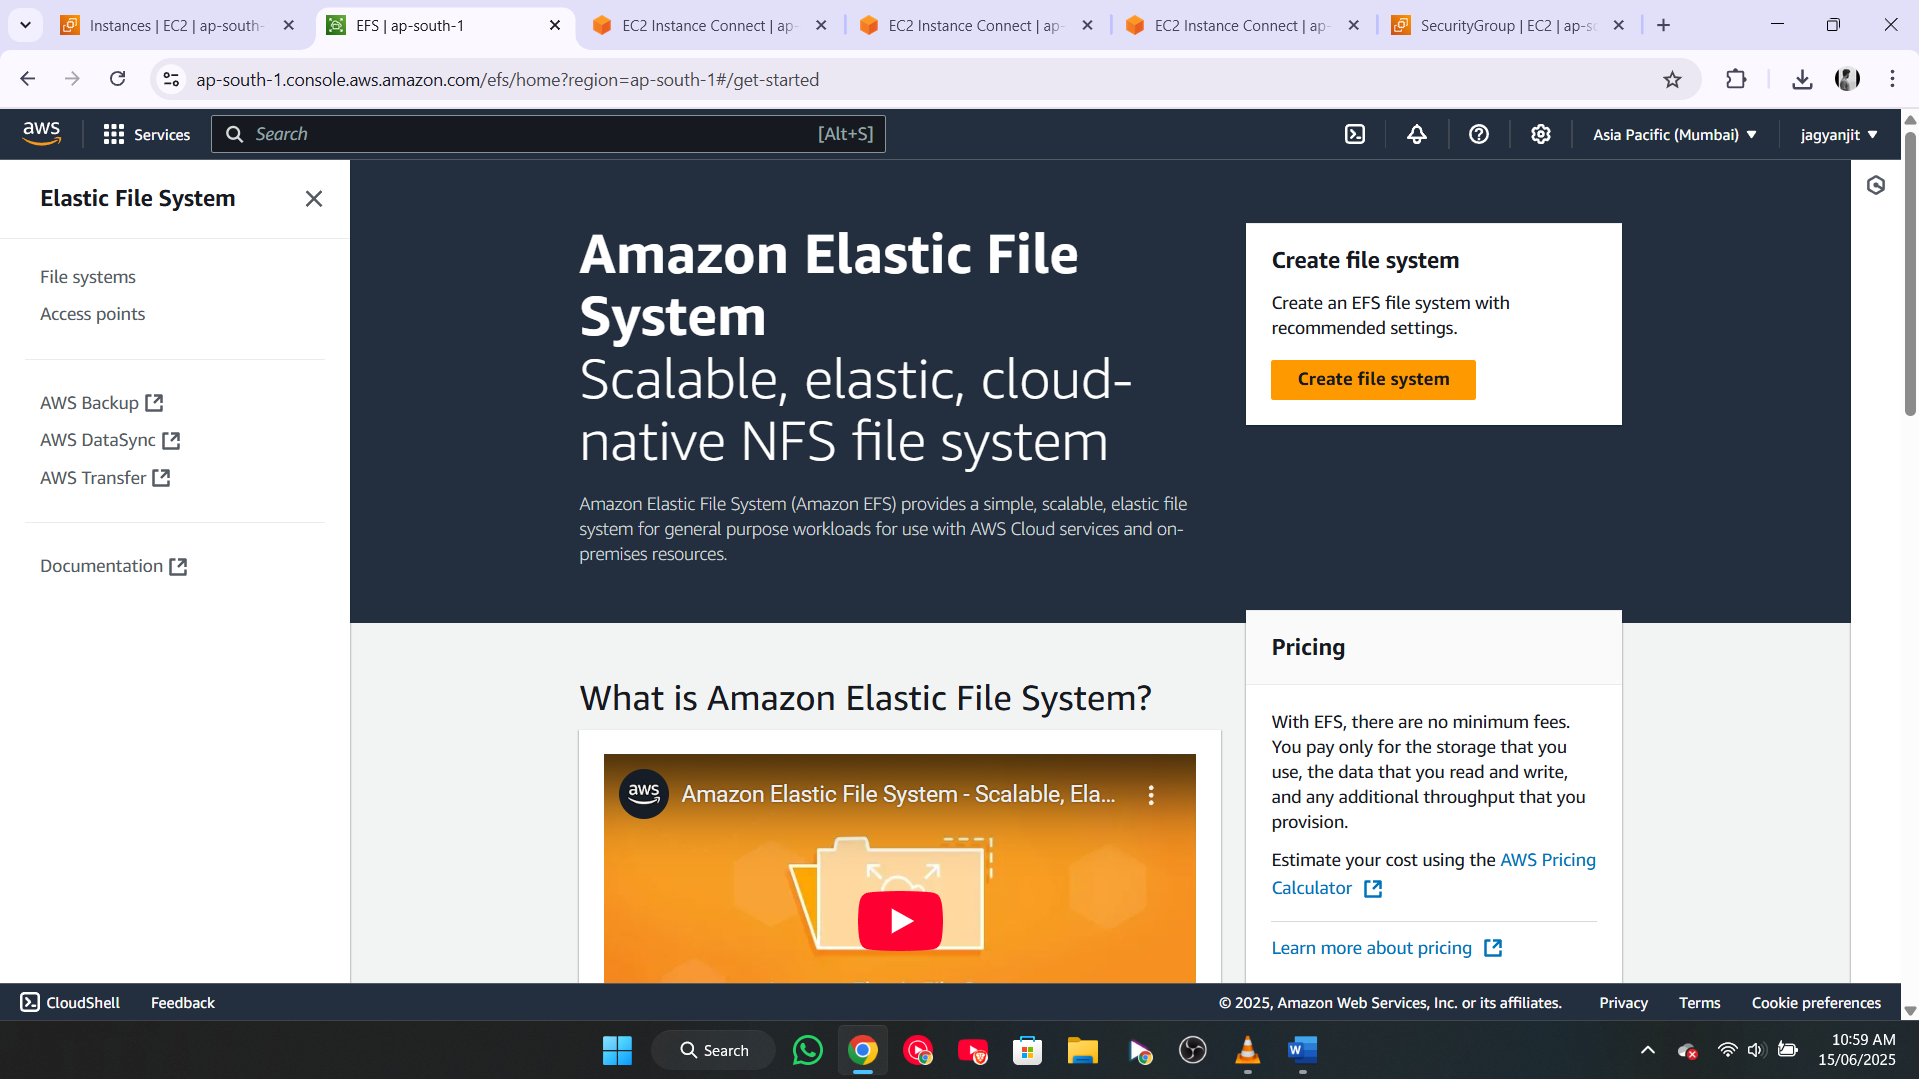 Instances | EC2 | ap-south-
EFS | ap-south-1
EC2 Instance Connect | ap-
EC2 Instance Connect | ap-
EC2 Instance Connect | ap-
SecurityGroup | EC2 | ap-so
ap-south-1.console.aws.amazon.com/efs/home?region=ap-south-1#/get-started
aws
Services
Search
[Alt+S]
Asia Pacific (Mumbai)
jagyanjit
Elastic File System
File systems
Access points
AWS Backup
AWS DataSync
AWS Transfer
Documentation
Amazon Elastic File
System
Scalable, elastic, cloud-
native NFS file system
Amazon Elastic File System (Amazon EFS) provides a simple, scalable, elastic file
system for general purpose workloads for use with AWS Cloud services and on-
premises resources.
Create file system
Create an EFS file system with
recommended settings.
Create file system
What is Amazon Elastic File System?
aws
Amazon Elastic File System - Scalable, Ela...
Pricing
With EFS, there are no minimum fees.
You pay only for the storage that you
use, the data that you read and write,
and any additional throughput that you
provision.
Estimate your cost using the AWS Pricing
Calculator
Learn more about pricing
CloudShell
Feedback
© 2025, Amazon Web Services, Inc. or its affiliates.
Privacy
Terms
Cookie preferences
Search
10:59 AM
15/06/2025